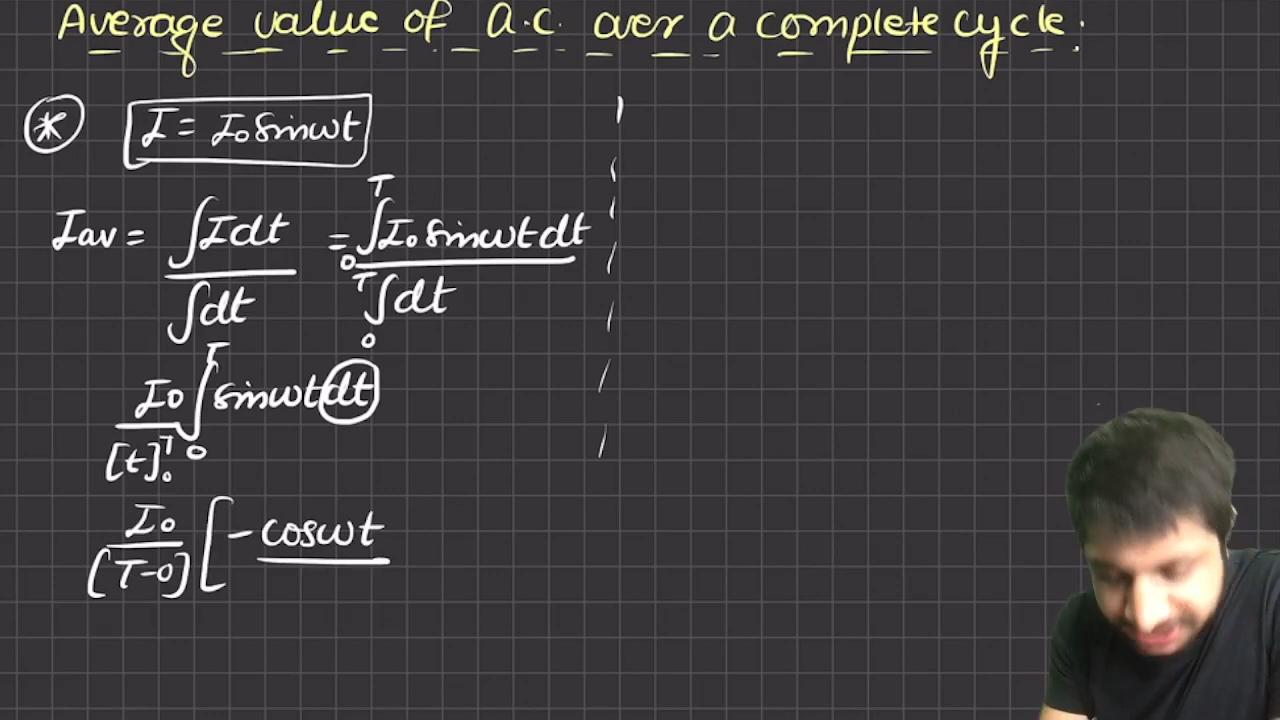 Average value of a.c. over a complete cycle:
* I = I₀ sinωt
Iav = ∫Idt / ∫dt = ∫₀ᵀ I₀ sinωt dt / ∫₀ᵀ dt
I₀ / [t]₀ᵀ ∫₀ᵀ sinωt dt
I₀ / [T-0] [ -cosωt